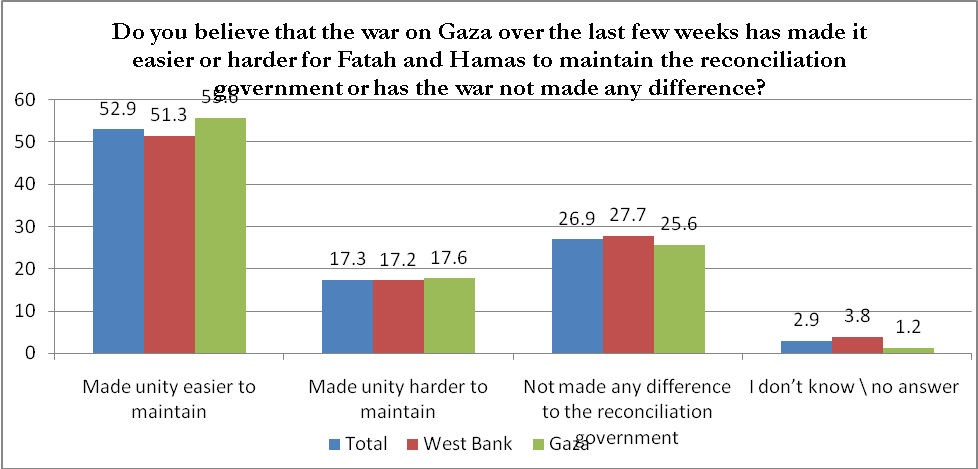 Do you believe that the war on Gaza over the last few weeks has made it
easier or harder for Fatah and Hamas to maintain the reconciliation
government or has the war not made any difference?
60
50
40
30
20
10
0
52.9 51.3 55.6
17.3 17.2 17.6
26.9 27.7 25.6
2.9 3.8 1.2
Made unity easier to
maintain
Made unity harder to
maintain
Not made any difference
to the reconciliation
government
I don't know \ no answer
Total West Bank Gaza